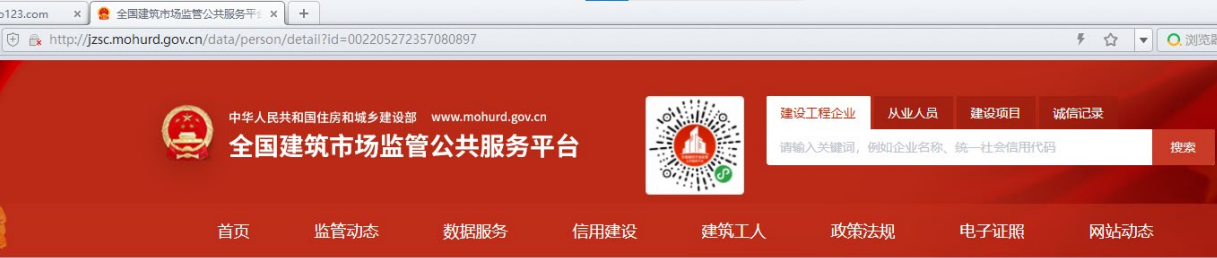 o123.com × 全国建筑市场监管公共服务平 × +
http://jzsc.mohurd.gov.cn/data/person/detail?id=002205272357080897
中华人民共和国住房和城乡建设部 www.mohurd.gov.cn
全国建筑市场监管公共服务平台
建设工程企业 从业人员 建设项目 诚信记录
请输入关键词，例如企业名称、统一社会信用代码 搜索
首页 监管动态 数据服务 信用建设 建筑工人 政策法规 电子证照 网站动态